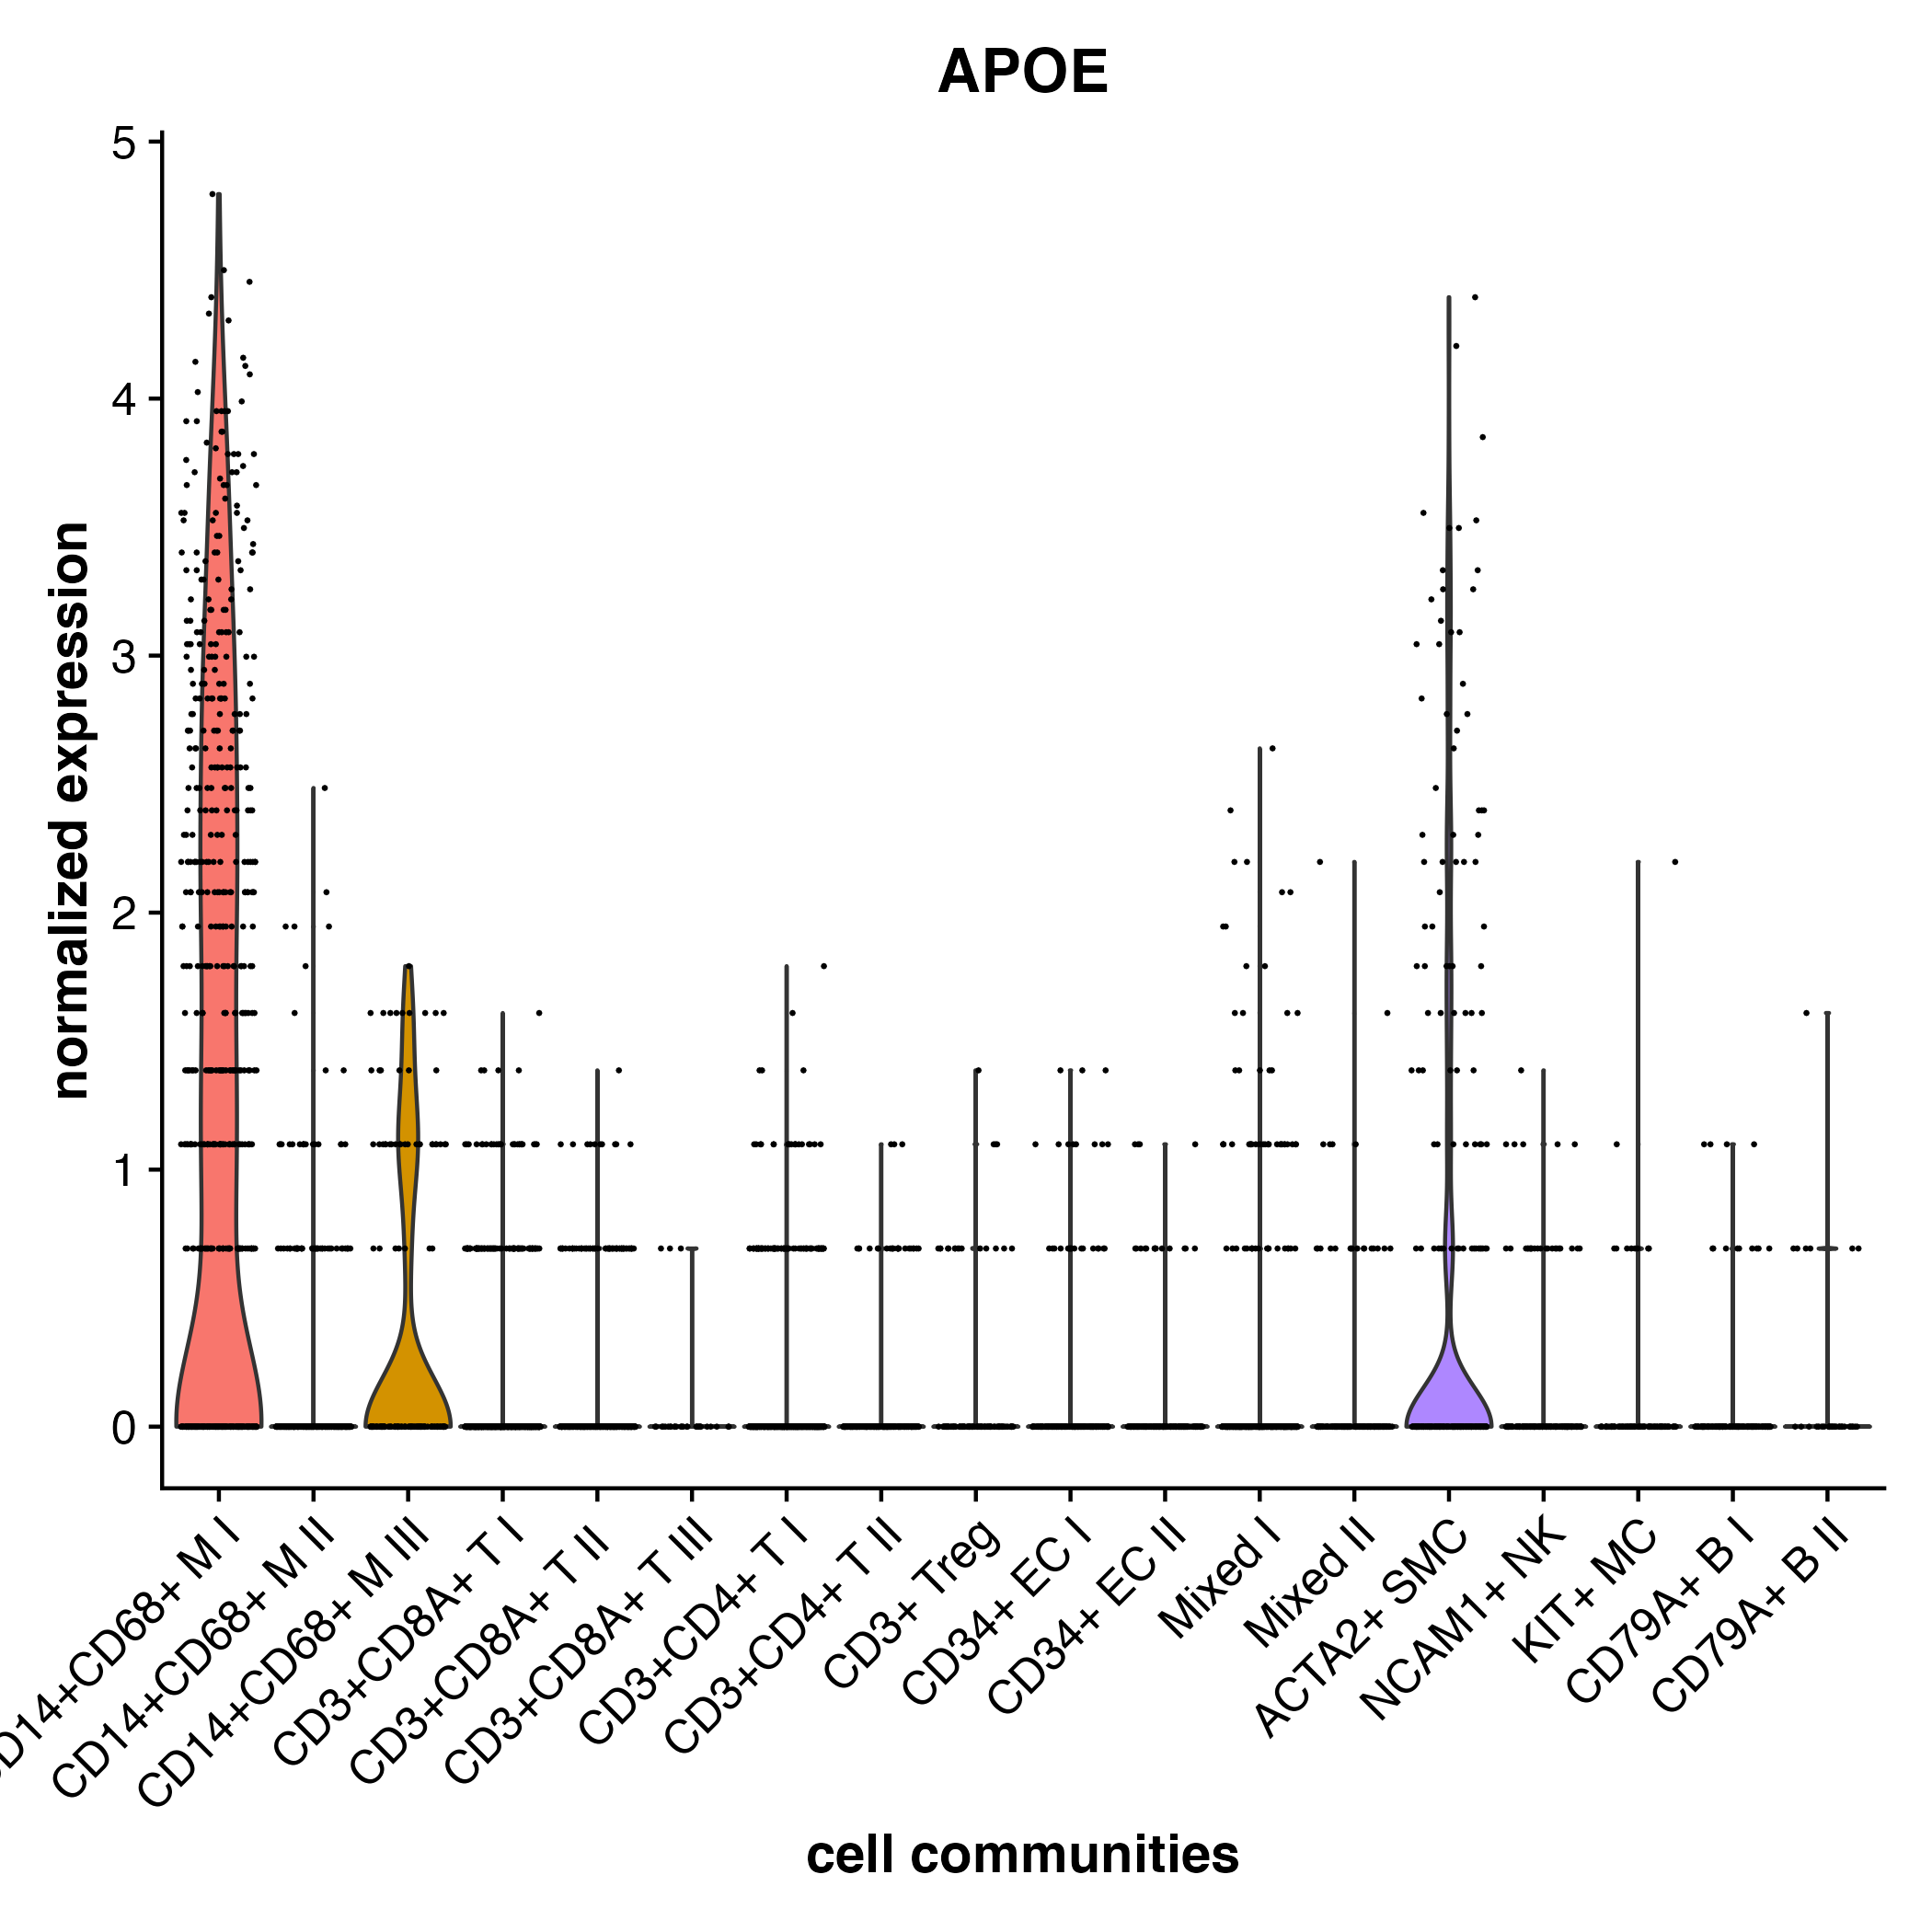 APOE
normalized expression
5
4
3
2
1
0
D14+CD68+ M I
CD14+CD68+ M II
CD14+CD68+ M III
CD3+CD8A+ T I
CD3+CD8A+ T II
CD3+CD8A+ T III
CD3+CD4+ T I
CD3+CD4+ T II
CD3+ Treg
CD34+ EC I
CD34+ EC II
Mixed I
Mixed II
ACTA2+ SMC
NCAM1+ NK
KIT+ MC
CD79A+ B I
CD79A+ B II
cell communities